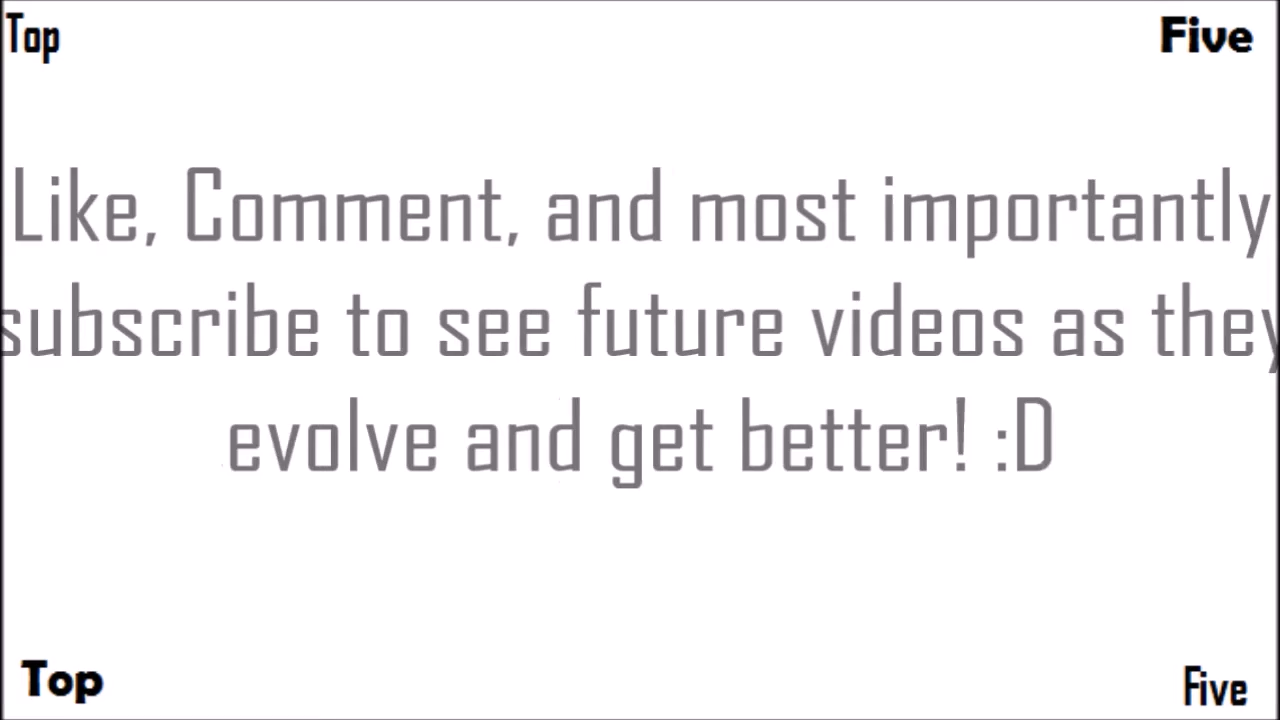 Top Five
Like, Comment, and most importantly
subscribe to see future videos as they
evolve and get better! :D
Top Five